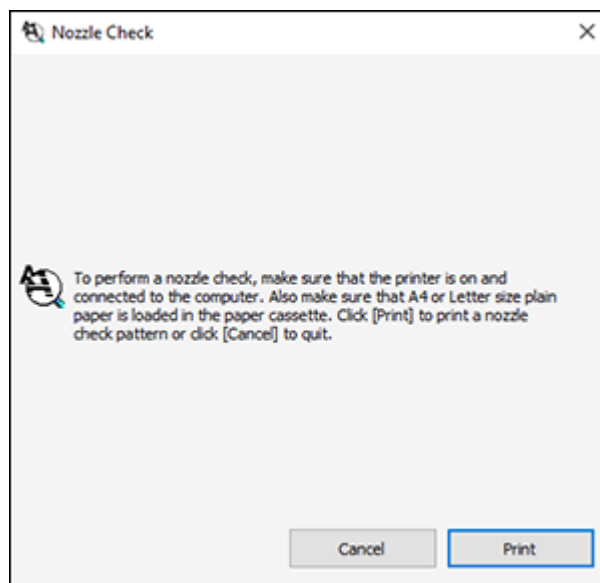 Nozzle Check
To perform a nozzle check, make sure that the printer is on and
connected to the computer. Also make sure that A4 or Letter size plain
paper is loaded in the paper cassette. Click [Print] to print a nozzle
check pattern or click [Cancel] to quit.
Cancel
Print